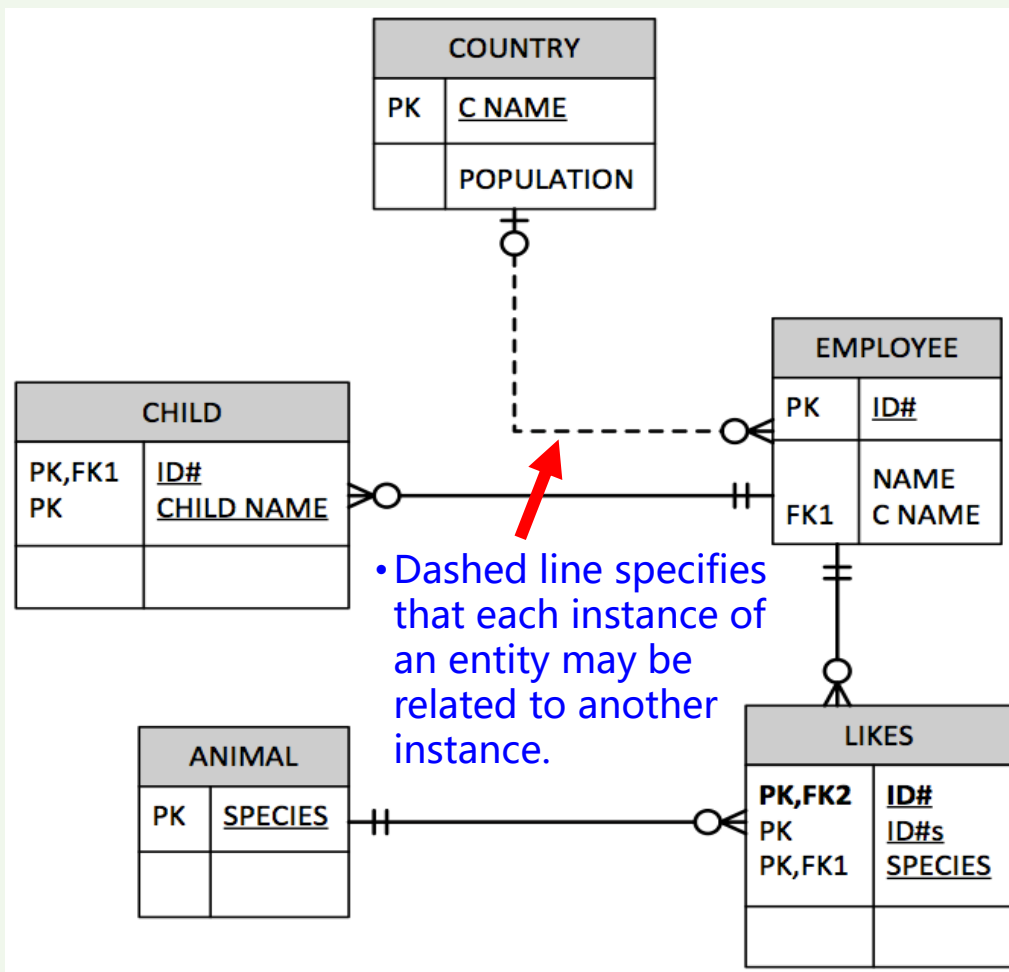 COUNTRY
PK C NAME
POPULATION
EMPLOYEE
PK ID#
NAME
FK1 C NAME
CHILD
PK,FK1 ID#
PK CHILD NAME
• Dashed line specifies
that each instance of
an entity may be
related to another
instance.
ANIMAL
PK SPECIES
LIKES
PK,FK2 ID#
PK ID#s
PK,FK1 SPECIES